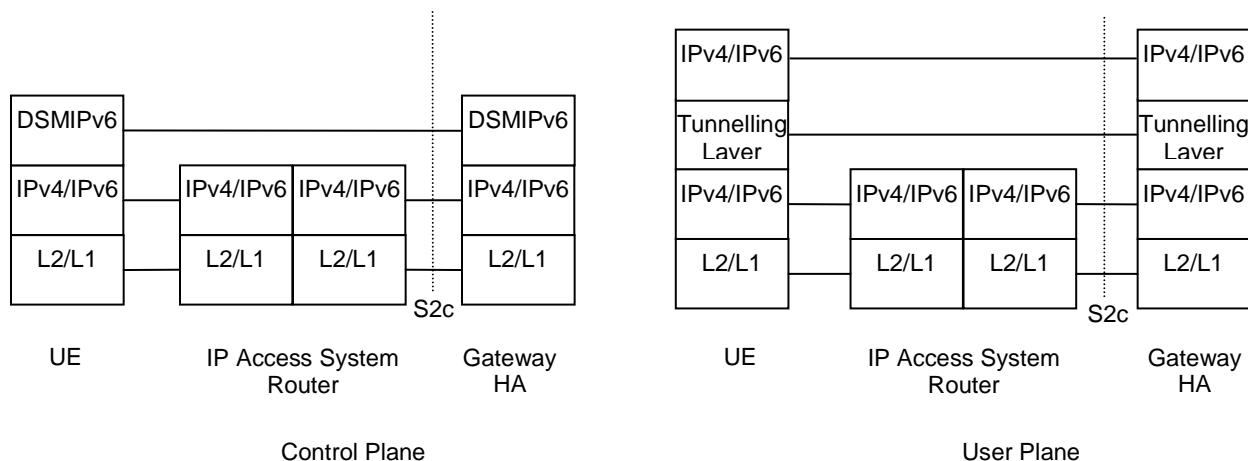 DSMIPv6
DSMIPv6
IPv4/IPv6
IPv4/IPv6
IPv4/IPv6
IPv4/IPv6
L2/L1
L2/L1
L2/L1
L2/L1
S2c
UE
IP Access System
Router
Gateway
HA
Control Plane
IPv4/IPv6
IPv4/IPv6
Tunnelling
Layer
Tunnelling
Layer
IPv4/IPv6
IPv4/IPv6
IPv4/IPv6
IPv4/IPv6
L2/L1
L2/L1
L2/L1
L2/L1
S2c
UE
IP Access System
Router
Gateway
HA
User Plane